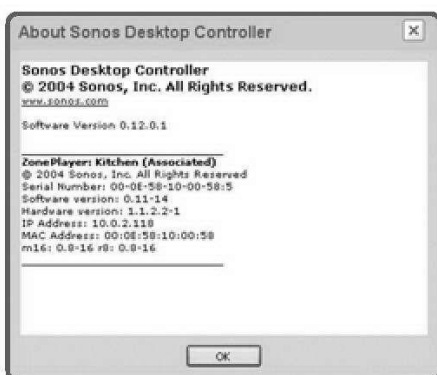 About Sonos Desktop Controller
Sonos Desktop Controller
© 2004 Sonos, Inc. All Rights Reserved.
www.sonos.com
Software Version 0.12.0.1
ZonePlayer: Kitchen (Associated)
© 2004 Sonos, Inc. All Rights Reserved
Serial Number: 00-0E-58-10-00-58:5
Software version: 0.11-14
Hardware version: 1.1.2.2-1
IP Address: 10.0.2.118
MAC Address: 00:0E:58:10:00:58
m16: 0.8-16 r8: 0.8-16
OK